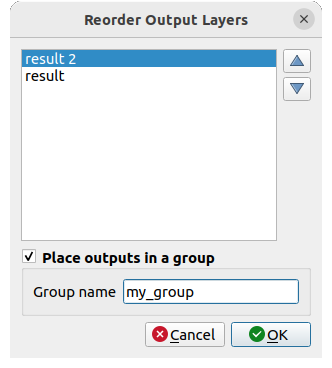 Reorder Output Layers
result 2
result
Place outputs in a group
Group name my_group
Cancel OK